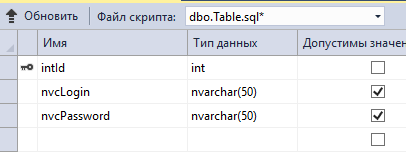 Обновить Файл скрипта: dbo.Table.sql*
Имя Тип данных Допустимы значен
intId int
nvcLogin nvarchar(50)
nvcPassword nvarchar(50)